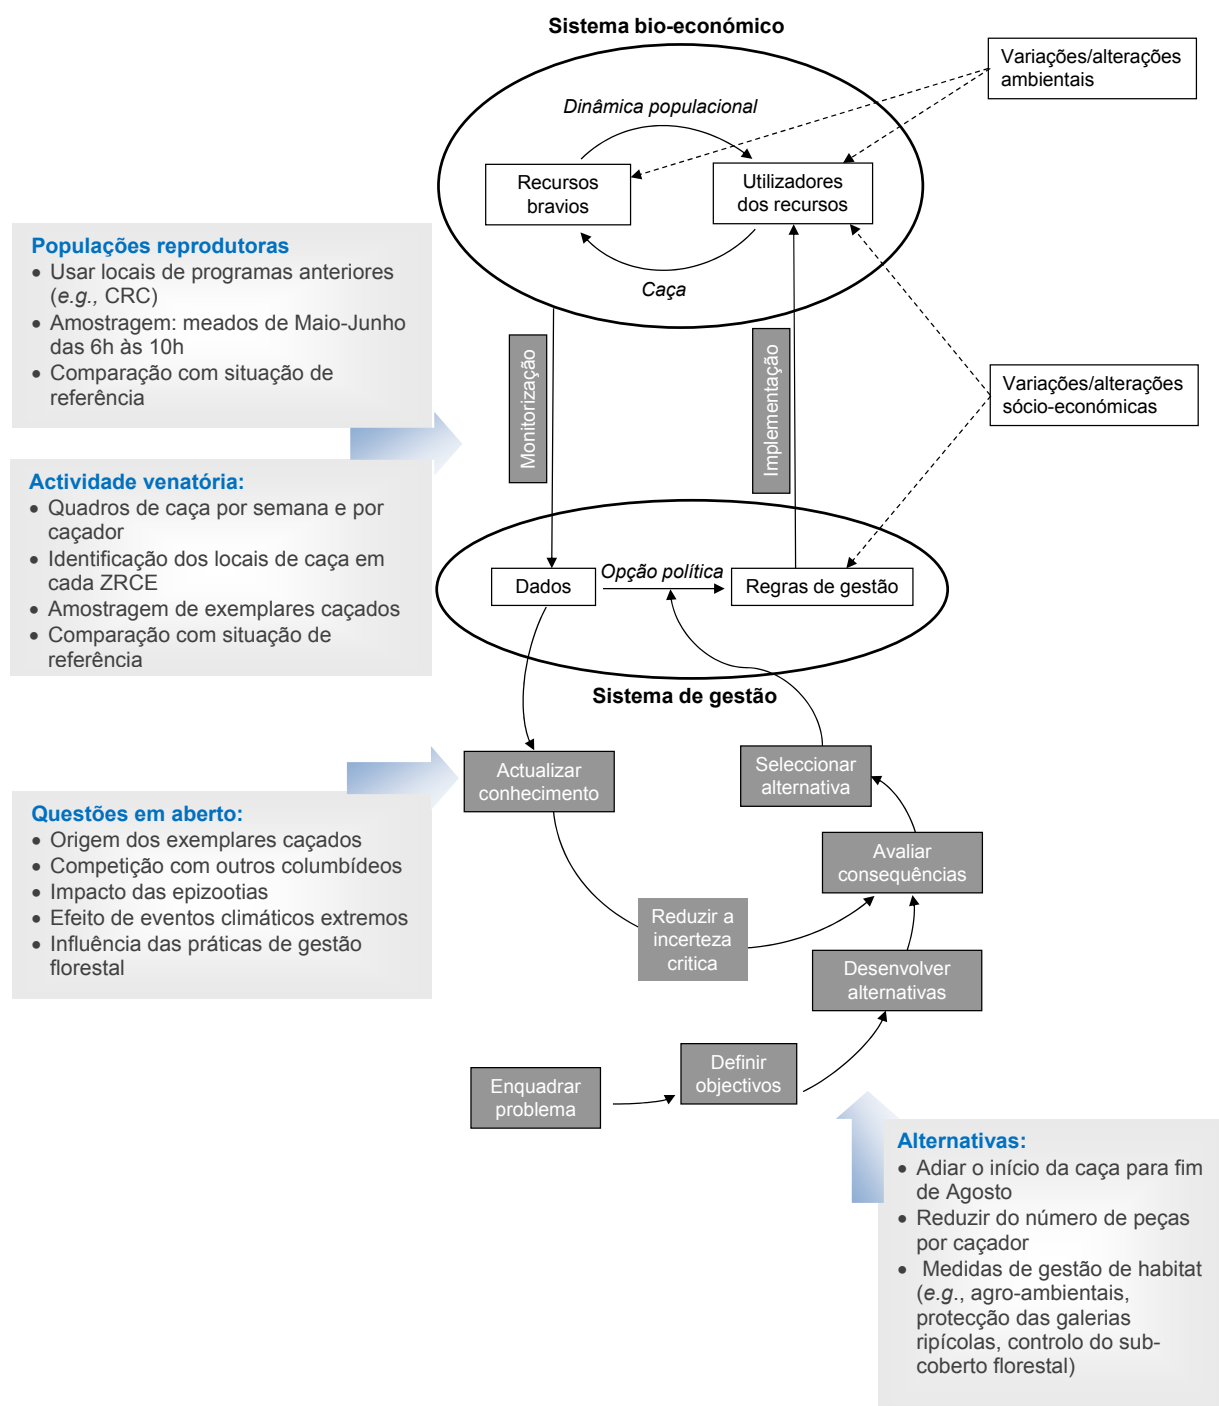 Sistema bio-económico
Variações/alterações
ambientais
Dinâmica populacional
Recursos
bravios
Utilizadores
dos recursos
Caça
Populações reprodutoras
• Usar locais de programas anteriores
(e.g., CRC)
• Amostragem: meados de Maio-Junho
das 6h às 10h
• Comparação com situação de
referência
Monitorização
Implementação
Variações/alterações
sócio-económicas
Actividade venatória:
• Quadros de caça por semana e por
caçador
• Identificação dos locais de caça em
cada ZRCE
• Amostragem de exemplares caçados
• Comparação com situação de
referência
Dados
Opção política
Regras de gestão
Sistema de gestão
Actualizar
conhecimento
Seleccionar
alternativa
Questões em aberto:
• Origem dos exemplares caçados
• Competição com outros columbídeos
• Impacto das epizootias
• Efeito de eventos climáticos extremos
• Influência das práticas de gestão
florestal
Avaliar
consequências
Reduzir a
incerteza
critica
Desenvolver
alternativas
Definir
objectivos
Enquadrar
problema
Alternativas:
• Adiar o início da caça para fim
de Agosto
• Reduzir do número de peças
por caçador
• Medidas de gestão de habitat
(e.g., agro-ambientais,
protecção das galerias
ripícolas, controlo do sub-
coberto florestal)